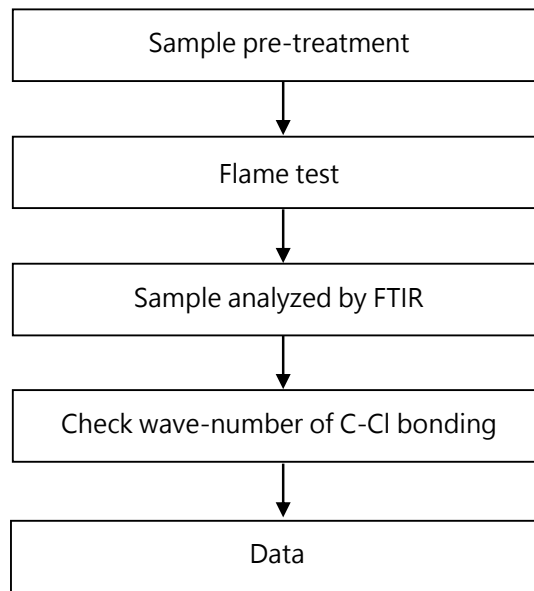 Sample pre-treatment
Flame test
Sample analyzed by FTIR
Check wave-number of C-Cl bonding
Data